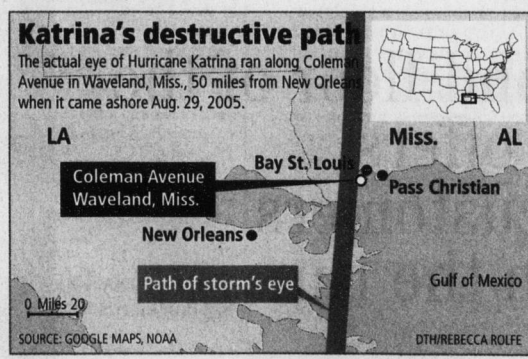 Katrina's destructive path
The actual eye of Hurricane Katrina ran along Coleman
Avenue in Waveland, Miss., 50 miles from New Orleans
when it came ashore Aug. 29, 2005.
LA
Miss.
AL
Bay St. Louis
Coleman Avenue
Waveland, Miss.
Pass Christian
New Orleans
Path of storm's eye
Gulf of Mexico
0 Miles 20
SOURCE: GOOGLE MAPS, NOAA
DTH/REBECCA ROLFE